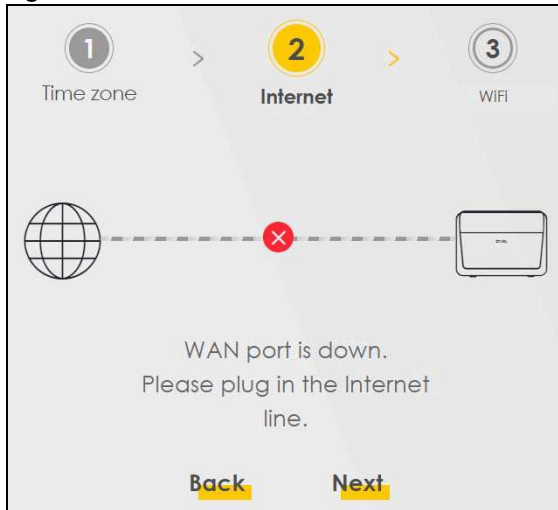 1 > 2 > 3
Time zone Internet WiFi
WAN port is down.
Please plug in the Internet
line.
Back Next